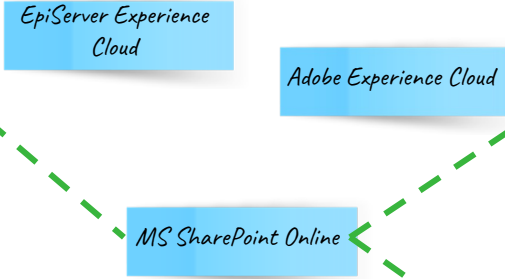 EpiServer Experience
Cloud
Adobe Experience Cloud
MS SharePoint Online